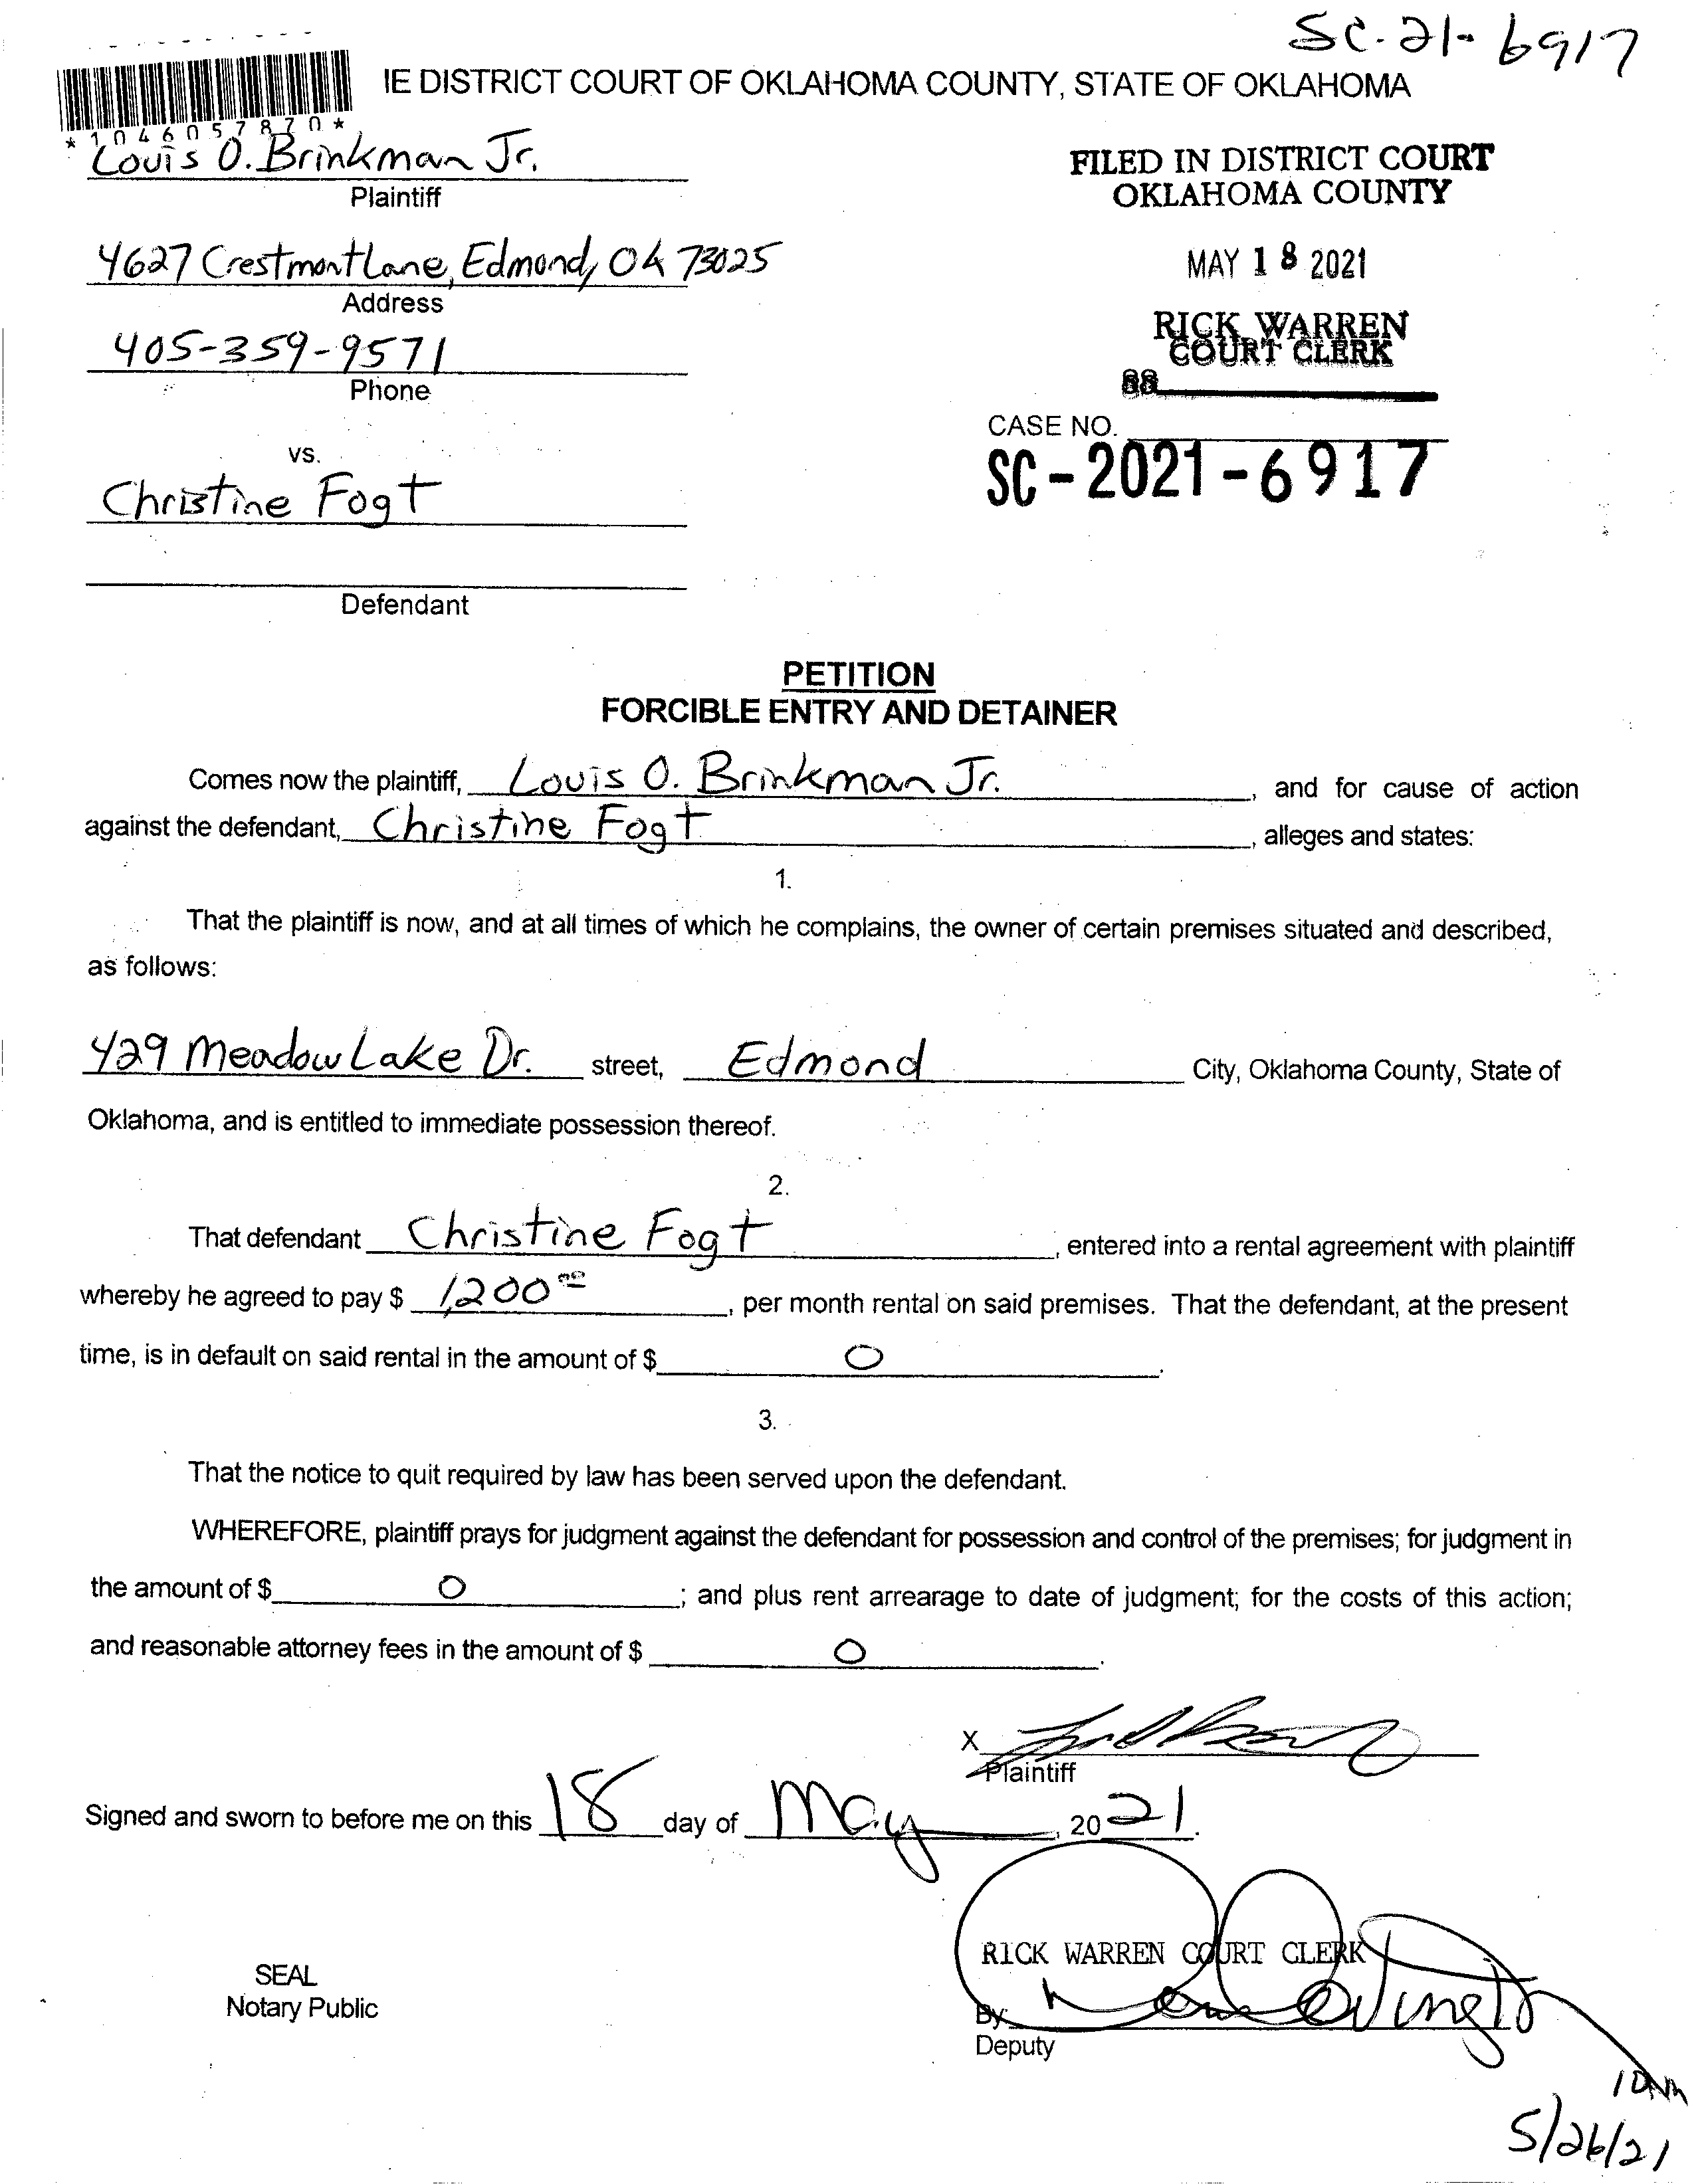 SC-21-6917
IE DISTRICT COURT OF OKLAHOMA COUNTY, STATE OF OKLAHOMA
*1046057870*
Louis O. Brinkman Jr.
Plaintiff
FILED IN DISTRICT COURT
OKLAHOMA COUNTY
4627 Crestmont Lane, Edmond, OK 73025
Address
MAY 18 2021
405-359-9571
Phone
RICK WARREN
COURT CLERK
88
CASE NO.
SC-2021-6917
vs.
Christine Fogt
Defendant
PETITION
FORCIBLE ENTRY AND DETAINER
Comes now the plaintiff, Louis O. Brinkman Jr., and for cause of action
against the defendant, Christine Fogt, alleges and states:
1.
That the plaintiff is now, and at all times of which he complains, the owner of certain premises situated and described,
as follows:
429 Meadow Lake Dr. street, Edmond City, Oklahoma County, State of
Oklahoma, and is entitled to immediate possession thereof.
2.
That defendant Christine Fogt, entered into a rental agreement with plaintiff
whereby he agreed to pay $ 1,200 00, per month rental on said premises. That the defendant, at the present
time, is in default on said rental in the amount of $ 0.
3.
That the notice to quit required by law has been served upon the defendant.
WHEREFORE, plaintiff prays for judgment against the defendant for possession and control of the premises; for judgment in
the amount of $ 0; and plus rent arrearage to date of judgment; for the costs of this action;
and reasonable attorney fees in the amount of $ 0.
X
Plaintiff
Signed and sworn to before me on this 18 day of May, 2021.
RICK WARREN COURT CLERK
SEAL
Notary Public
By:
Deputy
10am
5/26/21